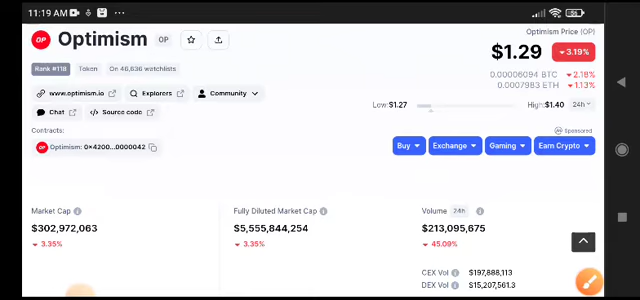 11:19 AM
OP Optimism OP
Optimism Price (OP)
$1.29 3.19%
Rank #118 Token On 46,636 watchlists
0.00006094 BTC 2.18%
0.0007983 ETH 1.13%
www.optimism.io Explorers Community
Low:$1.27 High:$1.40 24h
Chat Source code
Contracts:
Sponsored
OP Optimism: 0x4200...0000042
Buy Exchange Gaming Earn Crypto
Market Cap Fully Diluted Market Cap Volume 24h
$302,972,063 $5,555,844,254 $213,095,675
3.35% 3.35% 45.09%
CEX Vol $197,888,113
DEX Vol $15,207,561.3